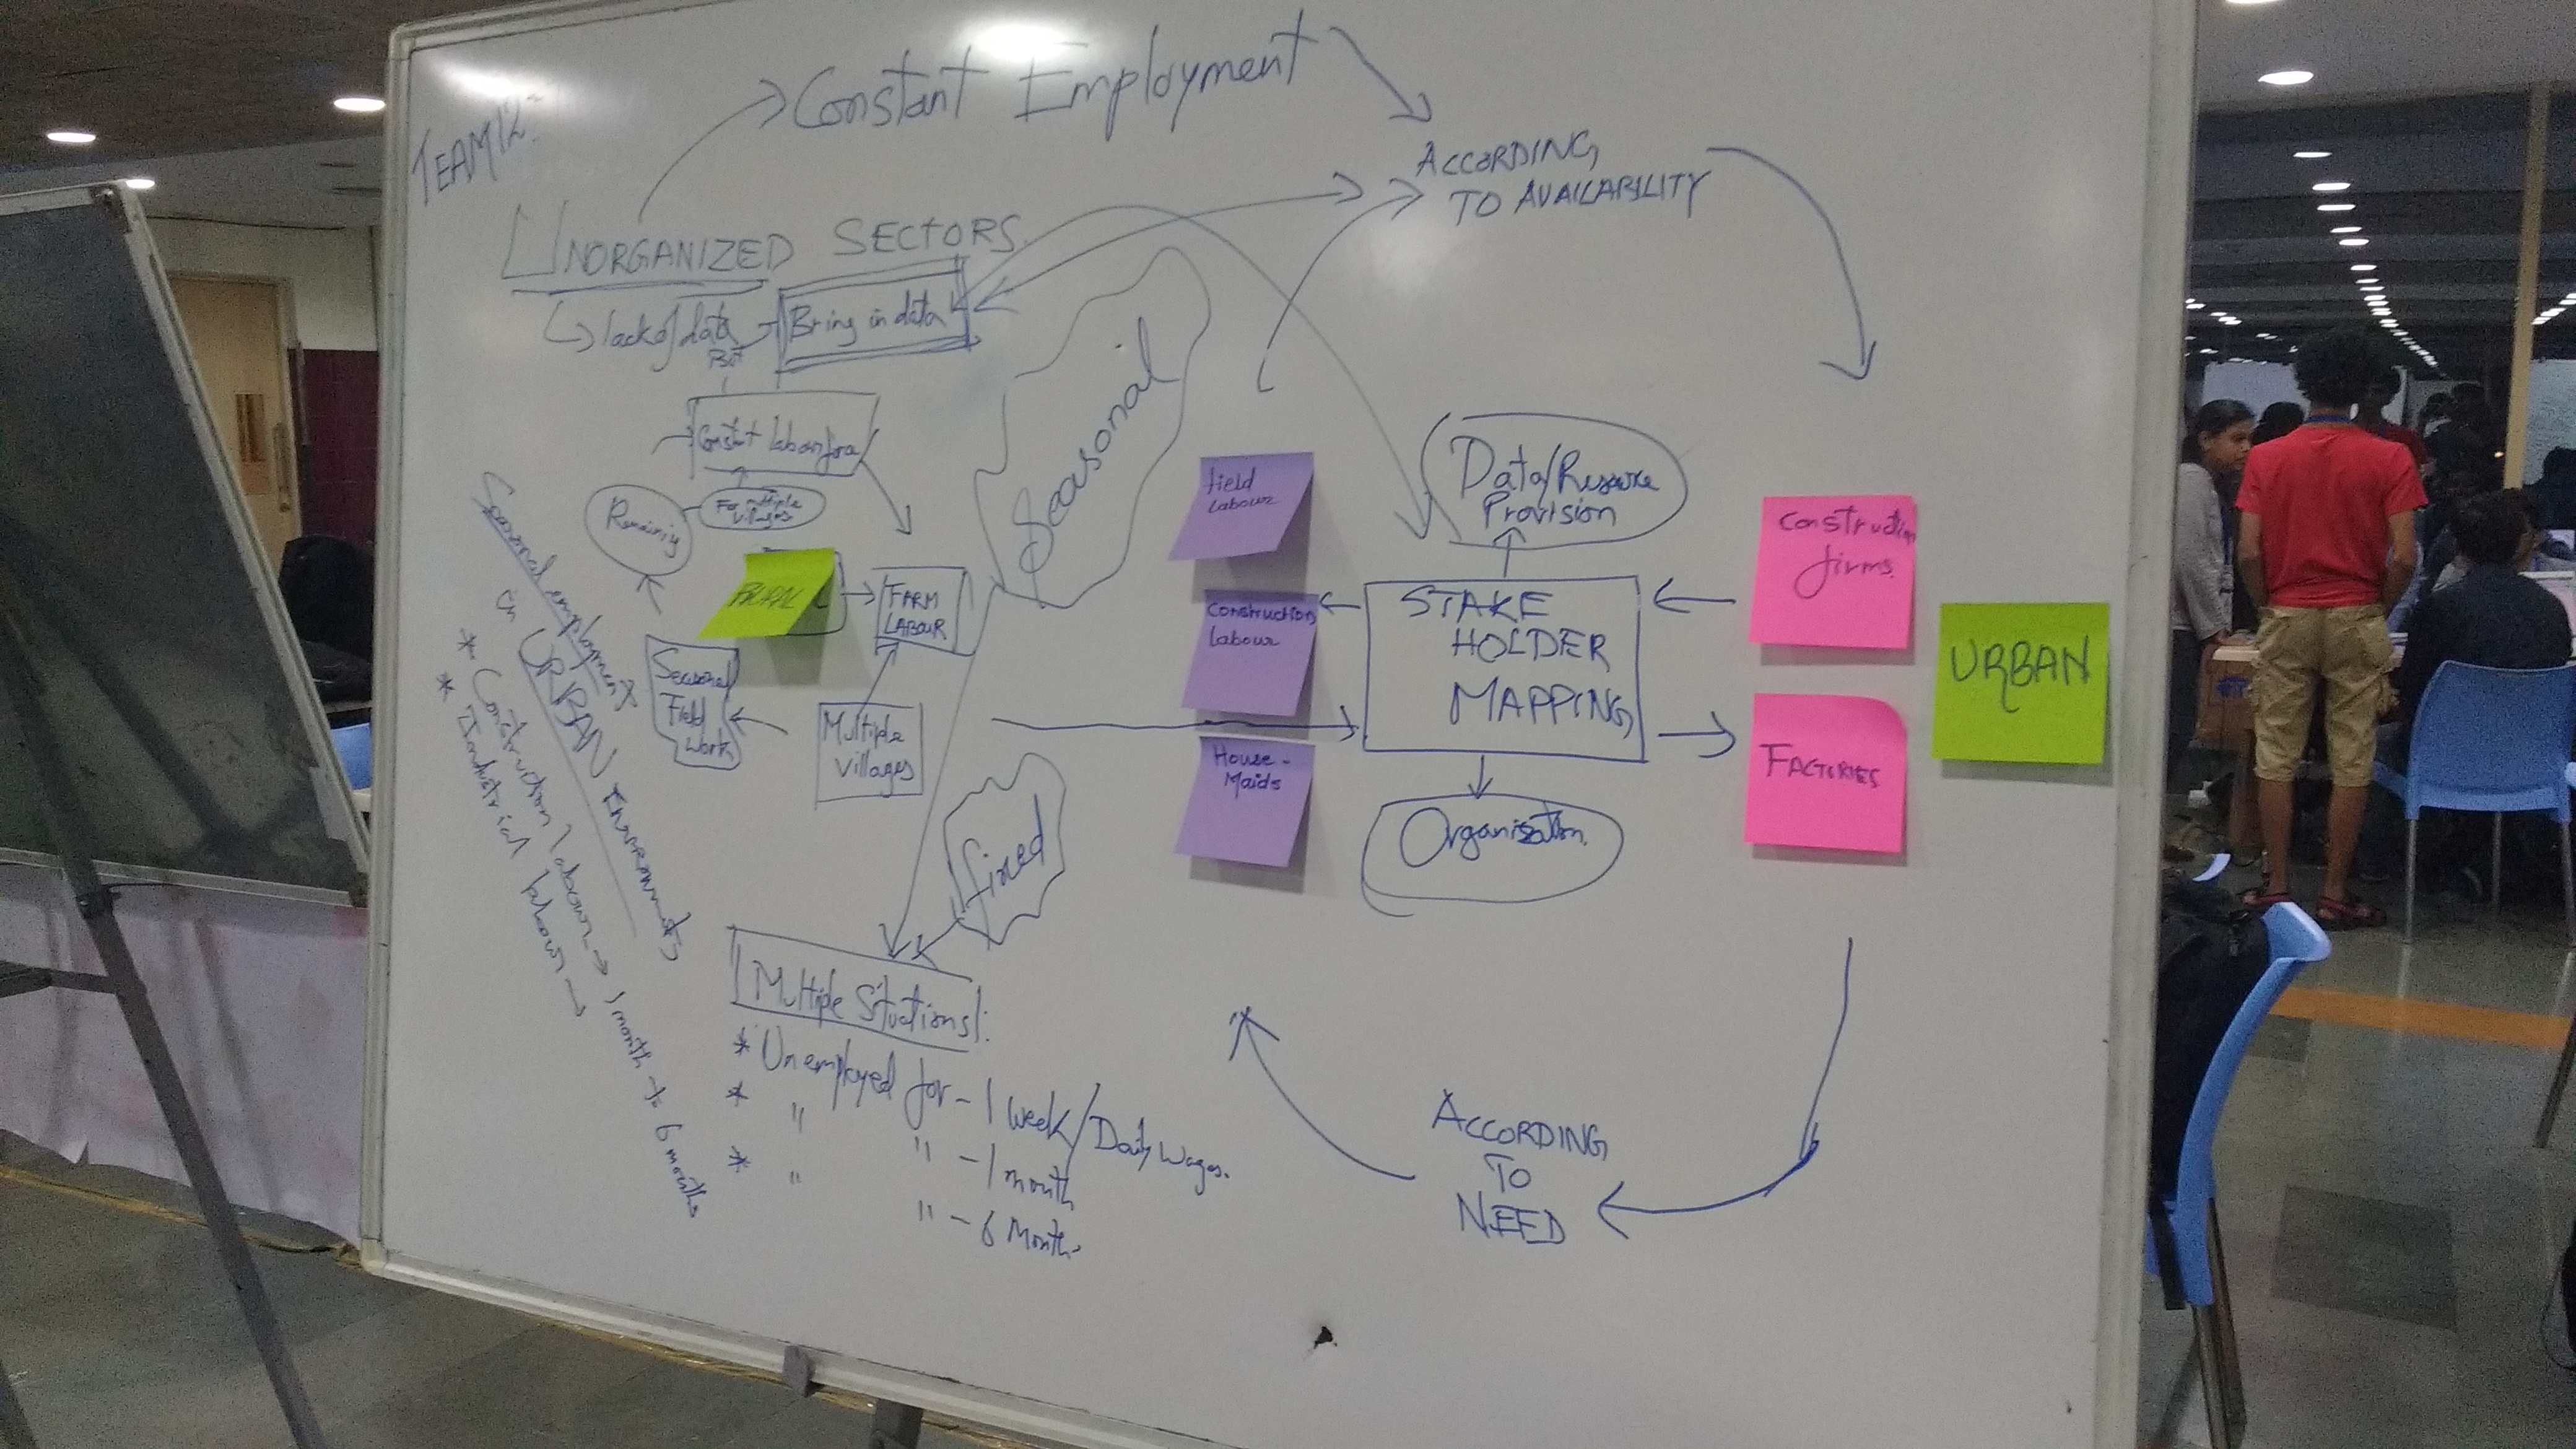 TEAM 12:
Constant Employment
ACCORDING
TO AVAILABILITY
UNORGANIZED SECTORS
lack of data
But
Bring in data
Constant
Remaining
For multiple
villages
RURAL
FARM
LABOUR
Seasonal
Field
Work
Multiple
Villages
Seasonal employment
in URBAN
* Construction labour → 1 month to 6 months
* Industrial labour →
Seasonal
fixed
Multiple Situations:
* Unemployed for - 1 week/Daily Wages.
* " " - 1 month
* " " - 6 Month
field
labour
Construction
labour
House-
Maids
Data/Resource
Provision
STAKE
HOLDER
MAPPING
Organisation
Construction
firms
FACTORIES
URBAN
ACCORDING
TO
NEED